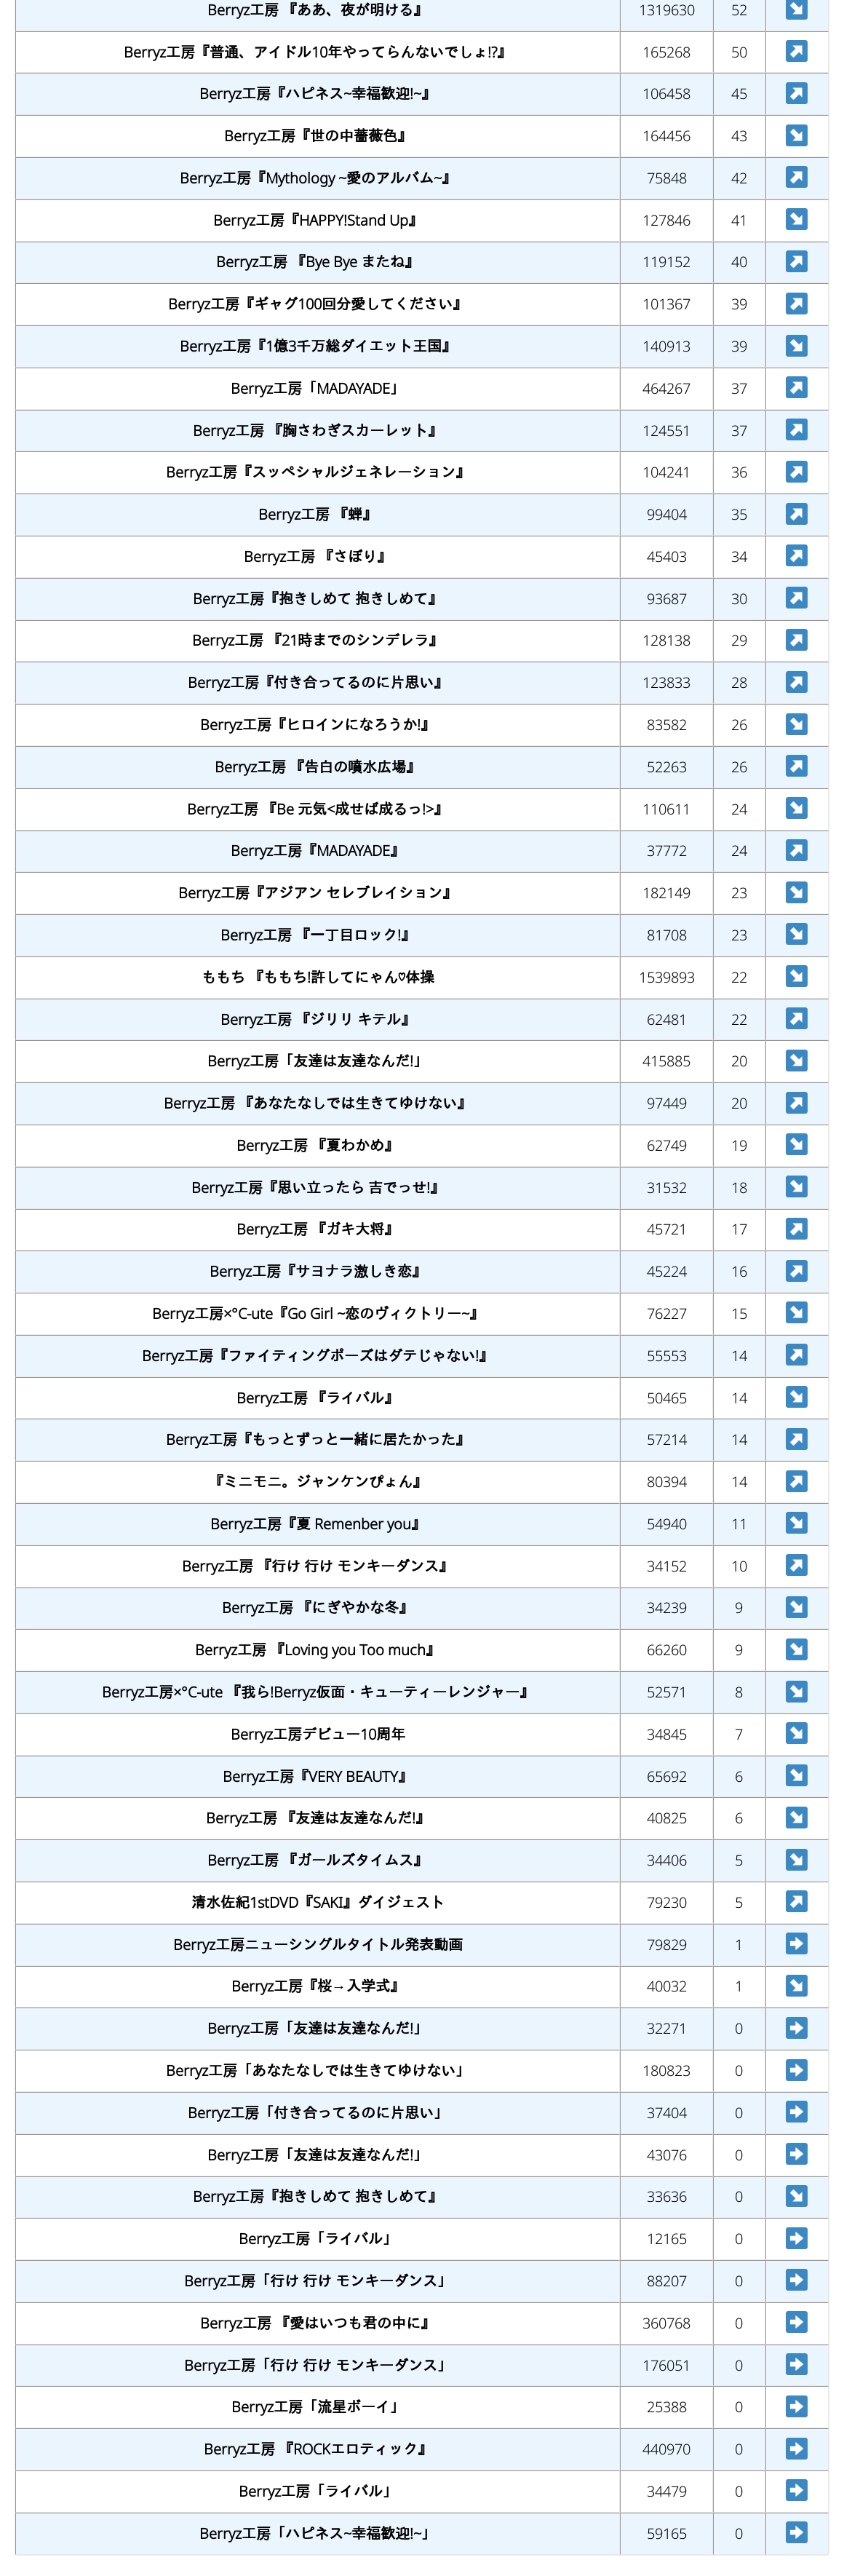 Berryz工房 『ああ、夜が明ける』 1319630 52 ↘
Berryz工房『普通、アイドル10年やってらんないでしょ!?』 165268 50 ↗
Berryz工房『ハピネス~幸福歓迎!~』 106458 45 ↗
Berryz工房『世の中薔薇色』 164456 43 ↘
Berryz工房『Mythology ~愛のアルバム~』 75848 42 ↗
Berryz工房『HAPPY!Stand Up』 127846 41 ↘
Berryz工房 『Bye Bye またね』 119152 40 ↗
Berryz工房『ギャグ100回分愛してください』 101367 39 ↗
Berryz工房『1億3千万総ダイエット王国』 140913 39 ↘
Berryz工房「MADAYADE」 464267 37 ↗
Berryz工房 『胸さわぎスカーレット』 124551 37 ↗
Berryz工房『スッペシャルジェネレーション』 104241 36 ↗
Berryz工房 『蝉』 99404 35 ↗
Berryz工房 『さぼり』 45403 34 ↗
Berryz工房『抱きしめて 抱きしめて』 93687 30 ↗
Berryz工房 『21時までのシンデレラ』 128138 29 ↗
Berryz工房『付き合ってるのに片思い』 123833 28 ↗
Berryz工房『ヒロインになろうか!』 83582 26 ↘
Berryz工房 『告白の噴水広場』 52263 26 ↗
Berryz工房 『Be 元気<成せば成るっ!>』 110611 24 ↘
Berryz工房『MADAYADE』 37772 24 ↗
Berryz工房『アジアン セレブレイション』 182149 23 ↘
Berryz工房 『一丁目ロック!』 81708 23 ↘
ももち 『ももち!許してにゃん♡体操 1539893 22 ↘
Berryz工房 『ジリリ キテル』 62481 22 ↗
Berryz工房「友達は友達なんだ!」 415885 20 ↘
Berryz工房 『あなたなしでは生きてゆけない』 97449 20 ↗
Berryz工房 『夏わかめ』 62749 19 ↘
Berryz工房『思い立ったら 吉でっせ!』 31532 18 ↘
Berryz工房 『ガキ大将』 45721 17 ↗
Berryz工房『サヨナラ激しき恋』 45224 16 ↗
Berryz工房×°C-ute『Go Girl ~恋のヴィクトリー~』 76227 15 ↘
Berryz工房『ファイティングポーズはダテじゃない!』 55553 14 ↗
Berryz工房 『ライバル』 50465 14 ↘
Berryz工房『もっとずっと一緒に居たかった』 57214 14 ↗
『ミニモニ。ジャンケンぴょん』 80394 14 ↗
Berryz工房『夏 Remenber you』 54940 11 ↘
Berryz工房 『行け 行け モンキーダンス』 34152 10 ↗
Berryz工房 『にぎやかな冬』 34239 9 ↘
Berryz工房 『Loving you Too much』 66260 9 ↘
Berryz工房×°C-ute 『我ら!Berryz仮面・キューティーレンジャー』 52571 8 ↘
Berryz工房デビュー10周年 34845 7 ↘
Berryz工房『VERY BEAUTY』 65692 6 ↘
Berryz工房 『友達は友達なんだ!』 40825 6 ↘
Berryz工房 『ガールズタイムス』 34406 5 ↘
清水佐紀1stDVD『SAKI』ダイジェスト 79230 5 ↗
Berryz工房ニューシングルタイトル発表動画 79829 1 ➡
Berryz工房『桜→入学式』 40032 1 ↘
Berryz工房「友達は友達なんだ!」 32271 0 ➡
Berryz工房「あなたなしでは生きてゆけない」 180823 0 ➡
Berryz工房「付き合ってるのに片思い」 37404 0 ➡
Berryz工房「友達は友達なんだ!」 43076 0 ➡
Berryz工房『抱きしめて 抱きしめて』 33636 0 ↘
Berryz工房「ライバル」 12165 0 ➡
Berryz工房「行け 行け モンキーダンス」 88207 0 ➡
Berryz工房 『愛はいつも君の中に』 360768 0 ➡
Berryz工房「行け 行け モンキーダンス」 176051 0 ➡
Berryz工房「流星ボーイ」 25388 0 ➡
Berryz工房 『ROCKエロティック』 440970 0 ➡
Berryz工房「ライバル」 34479 0 ➡
Berryz工房「ハピネス~幸福歓迎!~」 59165 0 ➡